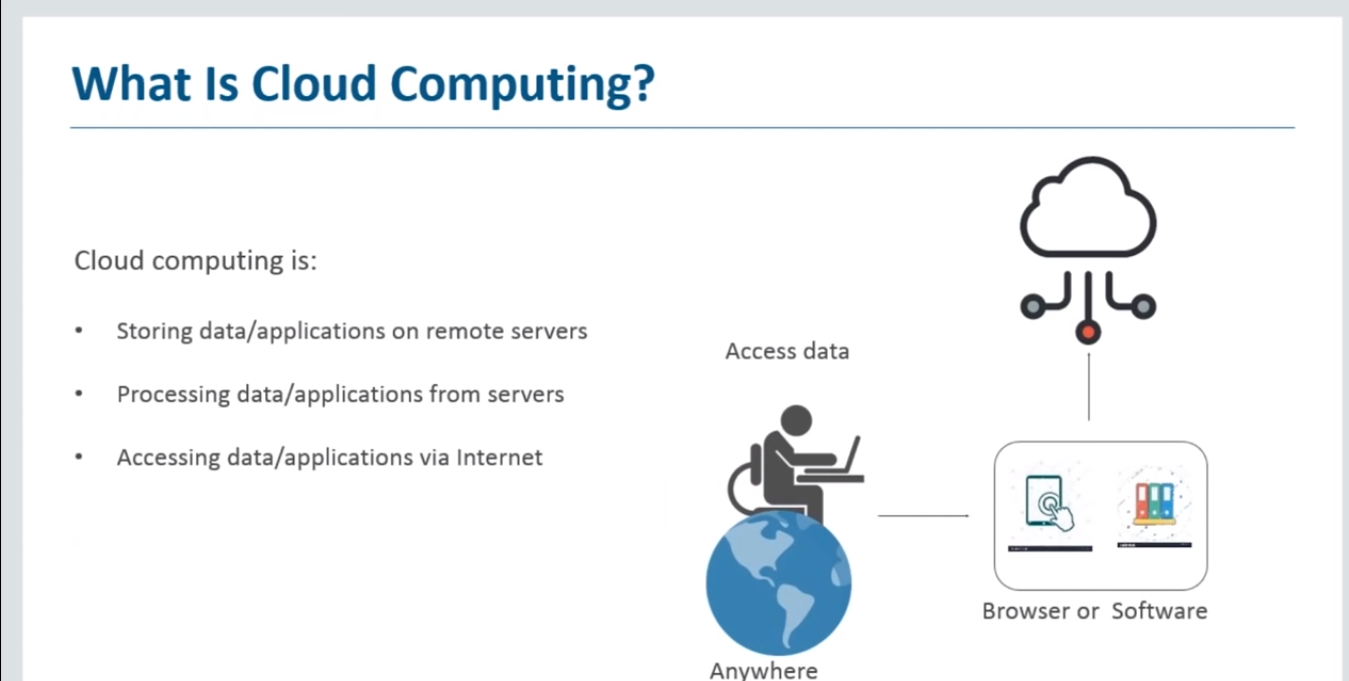 What Is Cloud Computing?
Cloud computing is:
• Storing data/applications on remote servers
• Processing data/applications from servers
• Accessing data/applications via Internet
Access data
Browser or Software
Anywhere